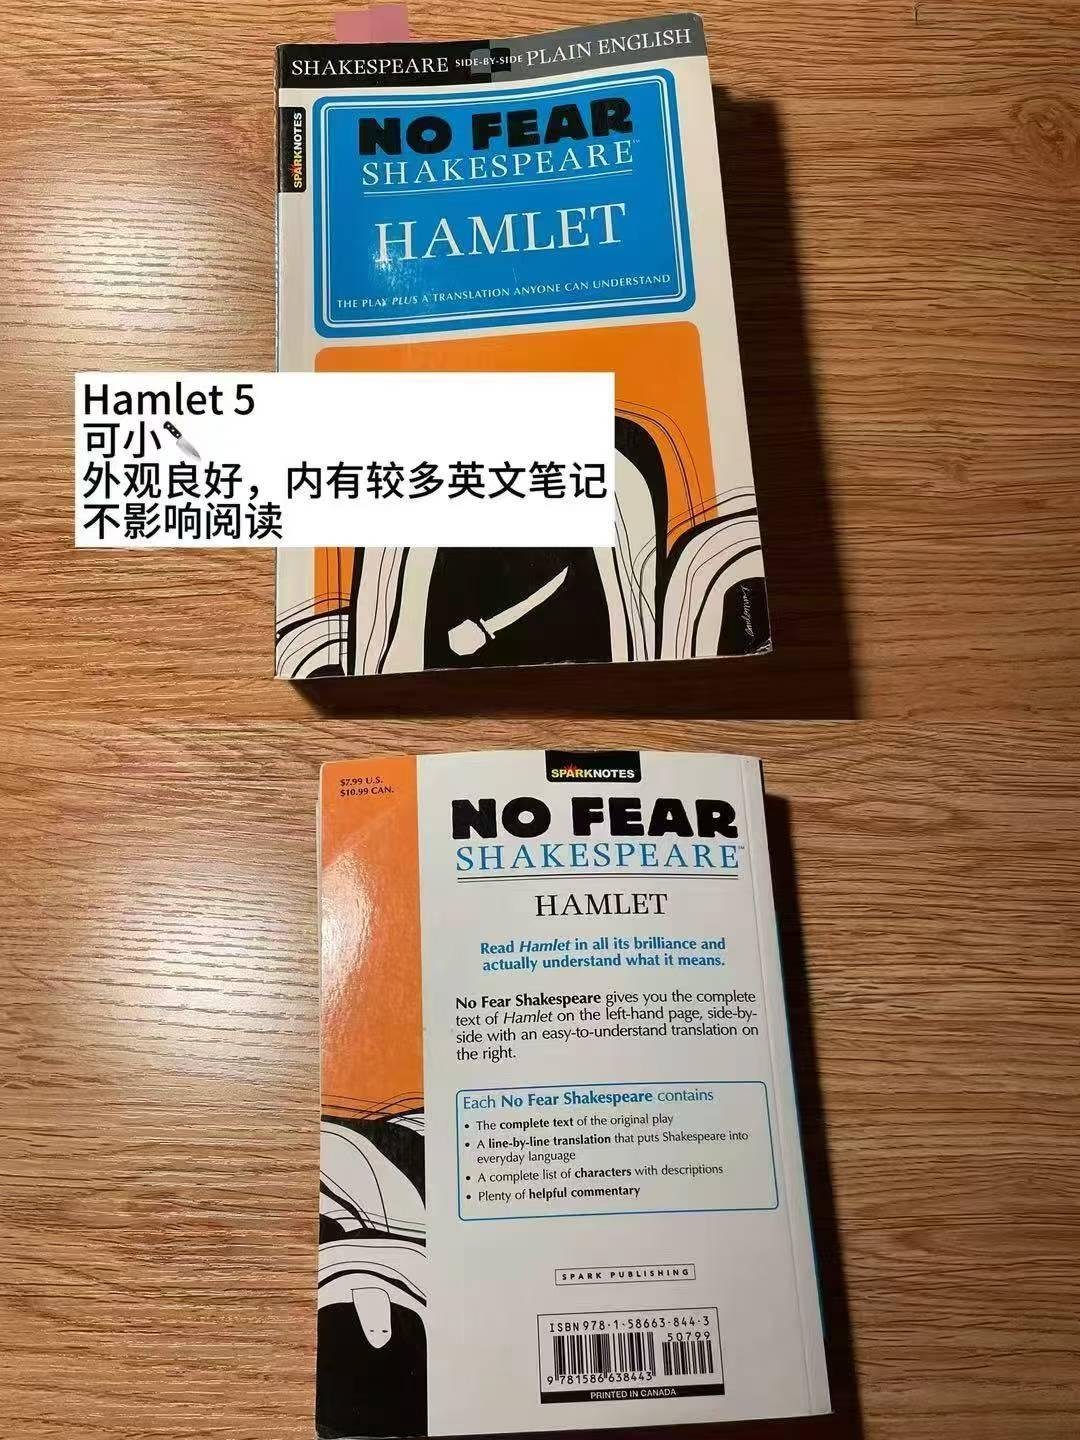 SHAKESPEARE SIDE-BY-SIDE PLAIN ENGLISH
SPARKNOTES
NO FEAR
SHAKESPEARE™
HAMLET
THE PLAY PLUS A TRANSLATION ANYONE CAN UNDERSTAND
Hamlet 5
可小🔪
外观良好，内有较多英文笔记
不影响阅读
$7.99 U.S.
$10.99 CAN.
SPARKNOTES
NO FEAR
SHAKESPEARE™
HAMLET
Read Hamlet in all its brilliance and
actually understand what it means.
No Fear Shakespeare gives you the complete
text of Hamlet on the left-hand page, side-by-
side with an easy-to-understand translation on
the right.
Each No Fear Shakespeare contains
• The complete text of the original play
• A line-by-line translation that puts Shakespeare into
everyday language
• A complete list of characters with descriptions
• Plenty of helpful commentary
SPARK PUBLISHING
ISBN 978-1-58663-844-3
50799
9 781586 638443
PRINTED IN CANADA